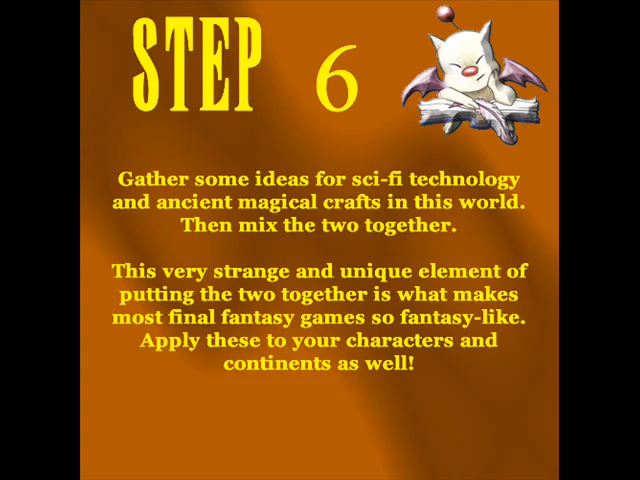 STEP 6
Gather some ideas for sci-fi technology
and ancient magical crafts in this world.
Then mix the two together.
This very strange and unique element of
putting the two together is what makes
most final fantasy games so fantasy-like.
Apply these to your characters and
continents as well!